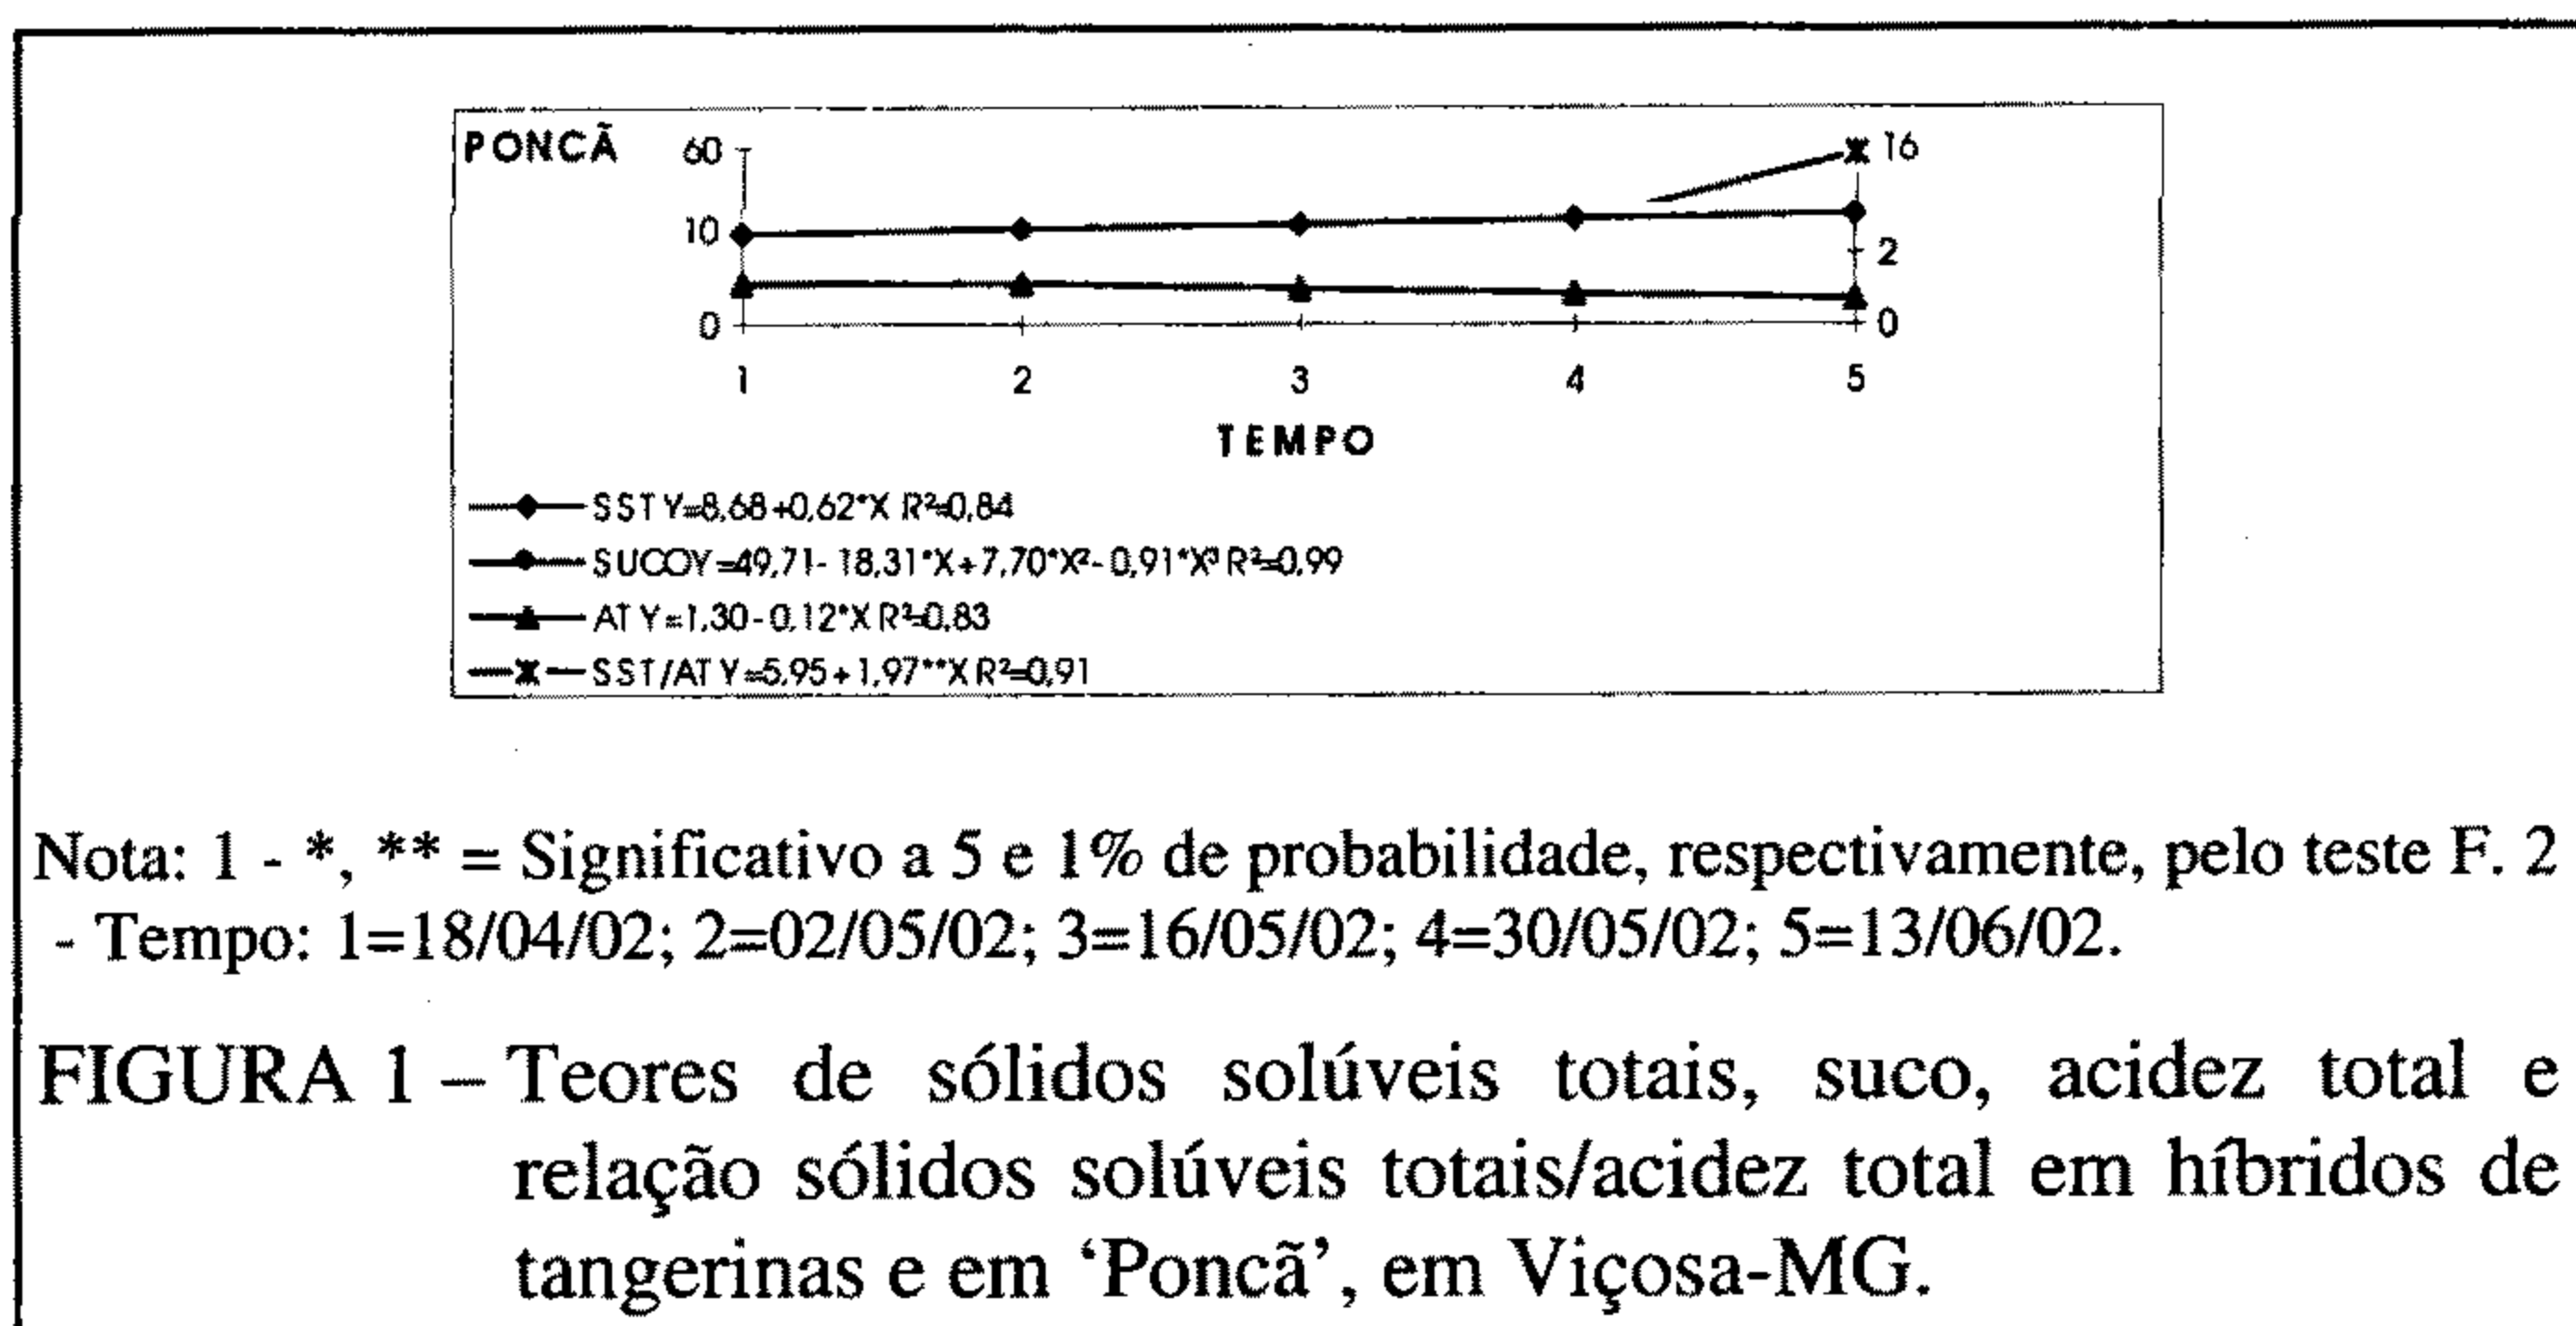 PONCÃ
60
16
10
2
0
0
1 2 3 4 5
TEMPO
SST Y=8,68+0,62*X R²=0,84
SUCOY=49,71-18,31*X+7,70*X²-0,91*X³ R²=0,99
AT Y=1,30-0,12*X R²=0,83
SST/AT Y=5,95+1,97**X R²=0,91
Nota: 1 - *, ** = Significativo a 5 e 1% de probabilidade, respectivamente, pelo teste F. 2
- Tempo: 1=18/04/02; 2=02/05/02; 3=16/05/02; 4=30/05/02; 5=13/06/02.
FIGURA 1 – Teores de sólidos solúveis totais, suco, acidez total e
relação sólidos solúveis totais/acidez total em híbridos de
tangerinas e em ‘Poncã’, em Viçosa-MG.